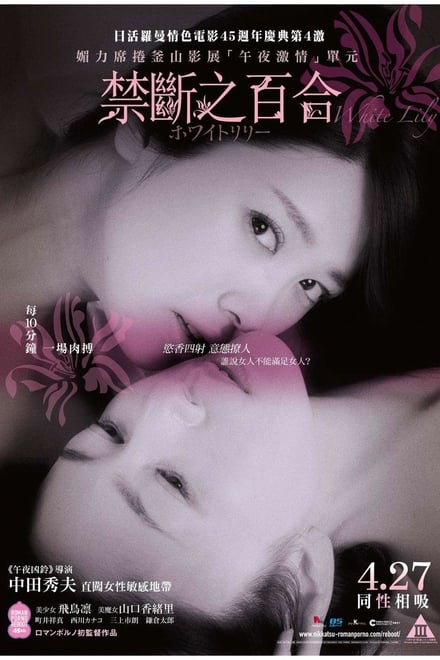 日活羅曼情色電影45週年慶典第4激
媚力席捲釜山影展「午夜激情」單元
禁斷之百合
White Lily
ホワイトリリー
每10分鐘
一場肉搏
慾香四射 意態撩人
誰說女人不能滿足女人？
《午夜凶鈴》導演
中田秀夫 直闖女性敏感地帶
美少女 飛鳥凛 美魔女 山口香緒里
町井祥真 西川カナコ 三上市朗 鎌倉太郎
ロマンポルノ初監督作品
ROMAN PORNO REBOOT 45th
4.27
同性相吸
www.nikkatsu-romanporno.com/reboot/
III